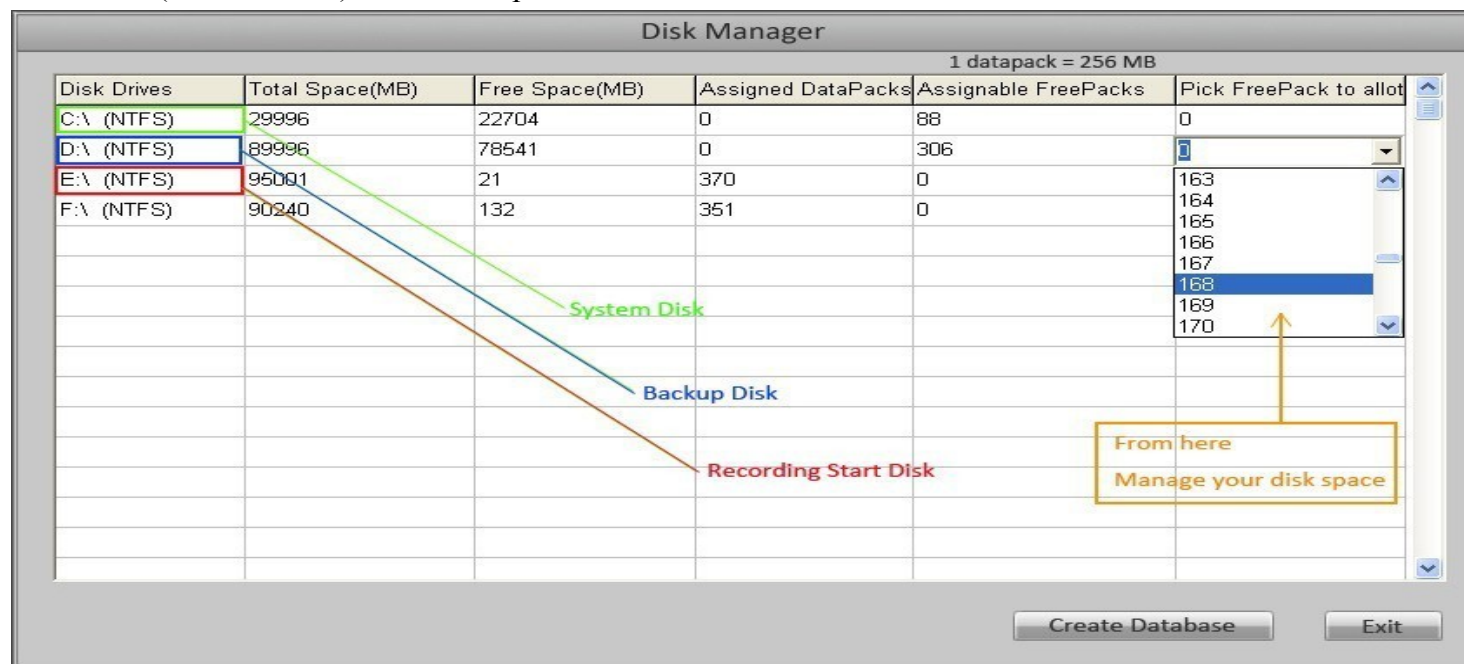 Disk Manager
1 datapack = 256 MB
Disk Drives Total Space(MB) Free Space(MB) Assigned DataPacks Assignable FreePacks Pick FreePack to allot
C:\ (NTFS) 29996 22704 0 88 0
D:\ (NTFS) 89996 78541 0 306 0
E:\ (NTFS) 95001 21 370 0
F:\ (NTFS) 90240 132 351 0
163
164
165
166
167
168
169
170
System Disk
Backup Disk
Recording Start Disk
From here
Manage your disk space
Create Database Exit